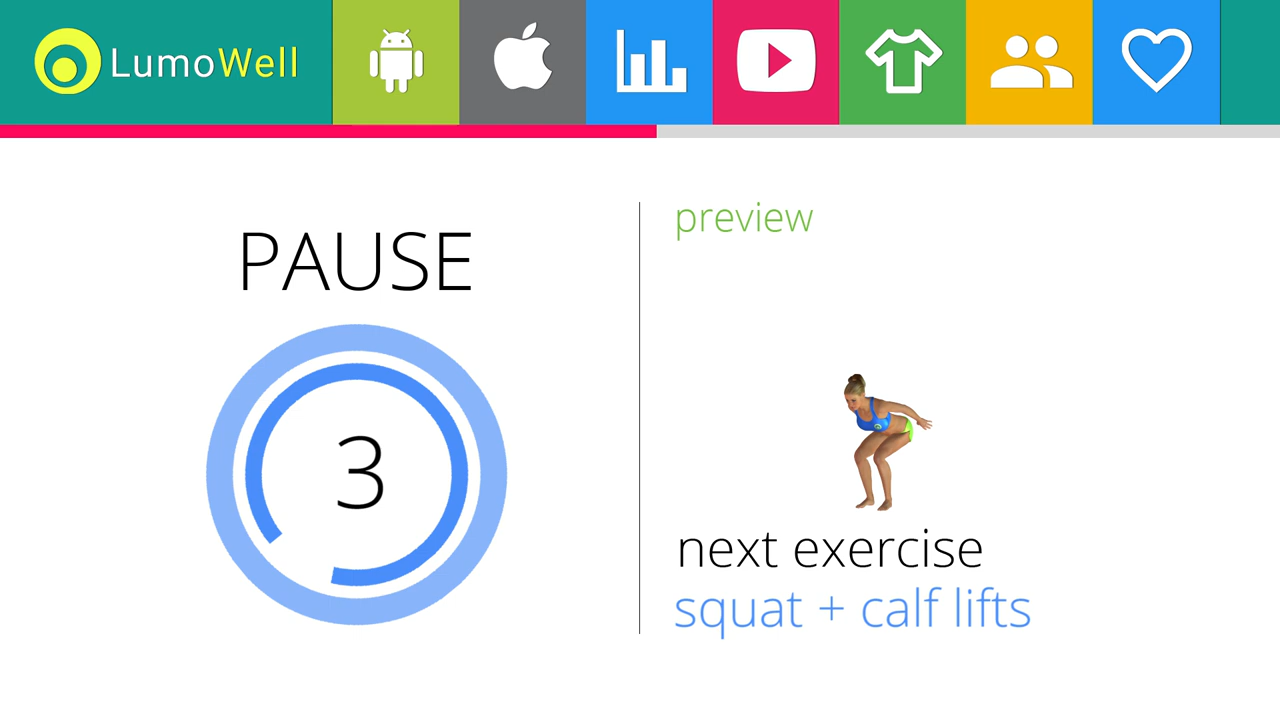 LumoWell
PAUSE
3
preview
next exercise
squat + calf lifts